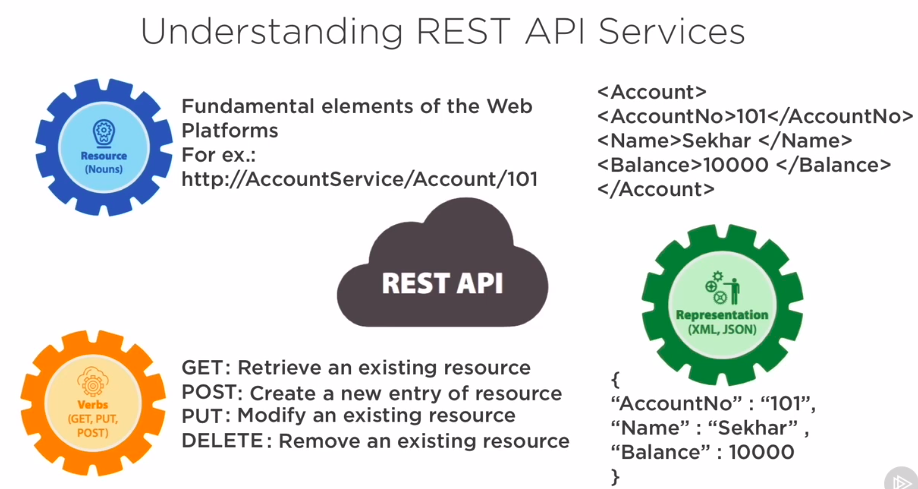 Understanding REST API Services
Resource
(Nouns)
Fundamental elements of the Web
Platforms
For ex.:
http://AccountService/Account/101
<Account>
<AccountNo>101</AccountNo>
<Name>Sekhar </Name>
<Balance>10000 </Balance>
</Account>
REST API
Representation
(XML, JSON)
Verbs
(GET, PUT,
POST)
GET: Retrieve an existing resource
POST: Create a new entry of resource
PUT: Modify an existing resource
DELETE: Remove an existing resource
{
“AccountNo” : “101”,
“Name” : “Sekhar” ,
“Balance” : 10000
}